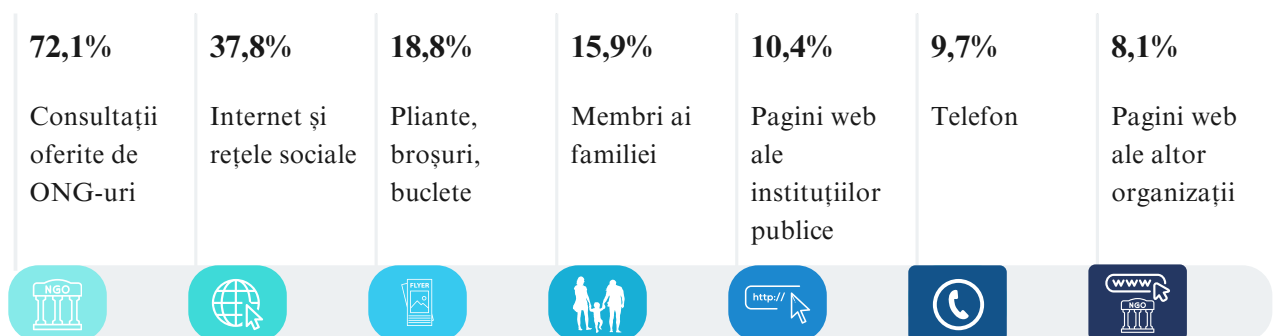 72,1%
Consultații
oferite de
ONG-uri
37,8%
Internet și
rețele sociale
18,8%
Pliante,
broșuri,
buclete
15,9%
Membri ai
familiei
10,4%
Pagini web
ale
instituțiilor
publice
9,7%
Telefon
8,1%
Pagini web
ale altor
organizații
NGO
FLYER
http://
www
NGO